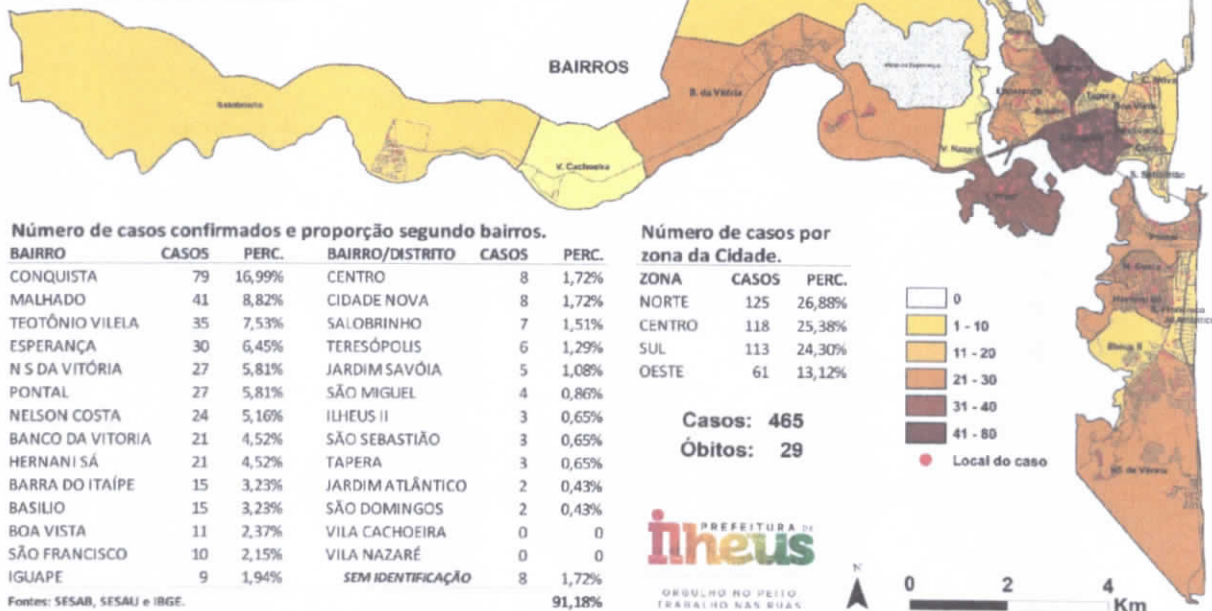 BAIRROS
Salobrinho
V. Cachoeira
B. da Vitória
V. Nazaré
Esperança
Tapera
C. Nova
Boa Vista
S. Sebastião
Ilhéus II
Número de casos confirmados e proporção segundo bairros.
BAIRRO CASOS PERC. BAIRRO/DISTRITO CASOS PERC.
CONQUISTA 79 16,99% CENTRO 8 1,72%
MALHADO 41 8,82% CIDADE NOVA 8 1,72%
TEOTÔNIO VILELA 35 7,53% SALOBRINHO 7 1,51%
ESPERANÇA 30 6,45% TERESÓPOLIS 6 1,29%
N S DA VITÓRIA 27 5,81% JARDIM SAVÓIA 5 1,08%
PONTAL 27 5,81% SÃO MIGUEL 4 0,86%
NELSON COSTA 24 5,16% ILHEUS II 3 0,65%
BANCO DA VITORIA 21 4,52% SÃO SEBASTIÃO 3 0,65%
HERNANI SÁ 21 4,52% TAPERA 3 0,65%
BARRA DO ITAÍPE 15 3,23% JARDIM ATLÂNTICO 2 0,43%
BASILIO 15 3,23% SÃO DOMINGOS 2 0,43%
BOA VISTA 11 2,37% VILA CACHOEIRA 0 0
SÃO FRANCISCO 10 2,15% VILA NAZARÉ 0 0
IGUAPE 9 1,94% SEM IDENTIFICAÇÃO 8 1,72%
Fontes: SESAB, SESAU e IBGE. 91,18%
Número de casos por
zona da Cidade.
ZONA CASOS PERC.
NORTE 125 26,88%
CENTRO 118 25,38%
SUL 113 24,30%
OESTE 61 13,12%
Casos: 465
Óbitos: 29
PREFEITURA DE
ilheus
ORGULHO NO PEITO
TRABALHO NAS RUAS
0
1 - 10
11 - 20
21 - 30
31 - 40
41 - 80
Local do caso
N
0 2 4
Km